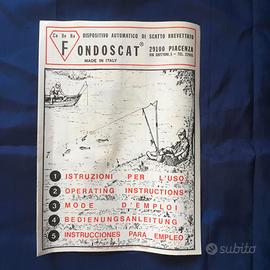 Ca De Bo
F
ONDOSCAT®
DISPOSITIVO AUTOMATICO DI SCATTO BREVETTATO
29100 PIACENZA
MADE IN ITALY
1 ISTRUZIONI PER L'USO
2 OPERATING INSTRUCTIONS
3 MODE D'EMPLOI
4 BEDIENUNGSANLEITUNG
5 INSTRUCCIONES PARA EMPLEO
subito